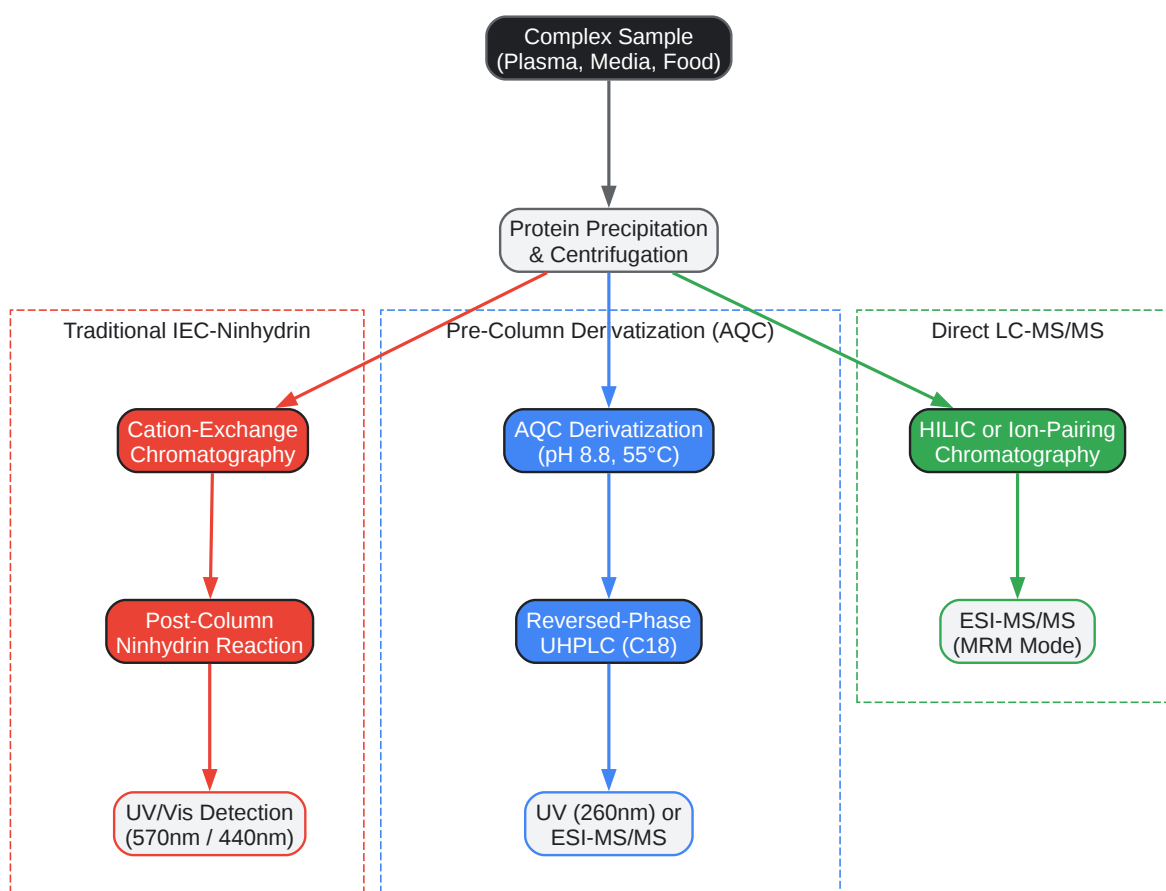 Complex Sample
(Plasma, Media, Food)
Protein Precipitation
& Centrifugation
Traditional IEC-Ninhydrin
Pre-Column Derivatization (AQC)
Direct LC-MS/MS
Cation-Exchange
Chromatography
AQC Derivatization
(pH 8.8, 55°C)
HILIC or Ion-Pairing
Chromatography
Post-Column
Ninhydrin Reaction
Reversed-Phase
UHPLC (C18)
ESI-MS/MS
(MRM Mode)
UV/Vis Detection
(570nm / 440nm)
UV (260nm) or
ESI-MS/MS